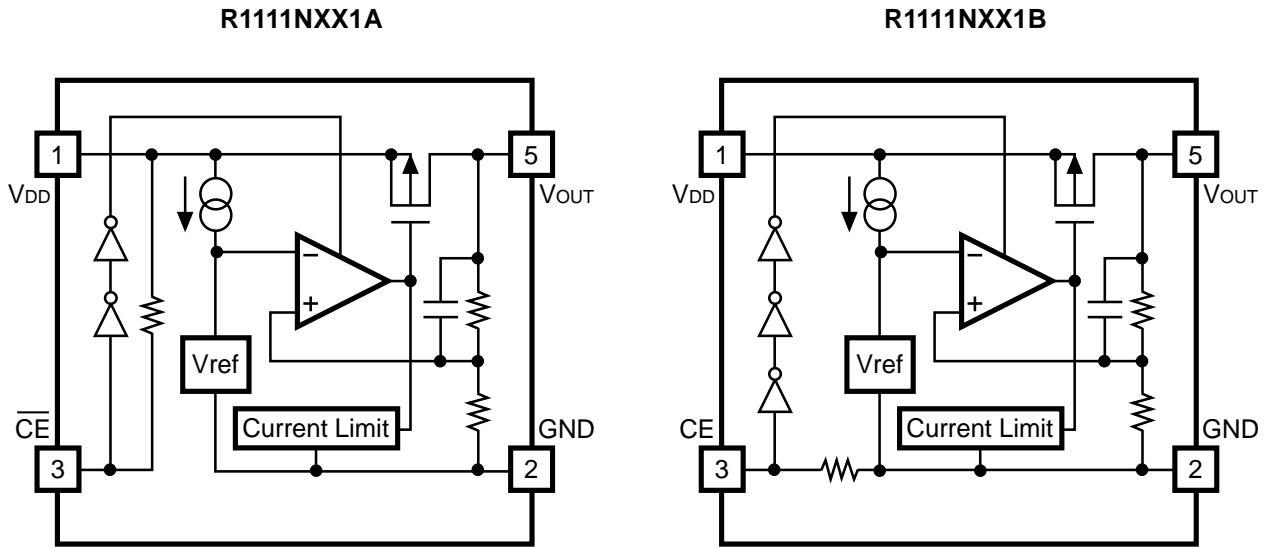 R1111NXX1A
1
VDD
5
VOUT
−
+
Vref
Current Limit
C̅E̅
3
GND
2
R1111NXX1B
1
VDD
5
VOUT
−
+
Vref
Current Limit
CE
3
GND
2